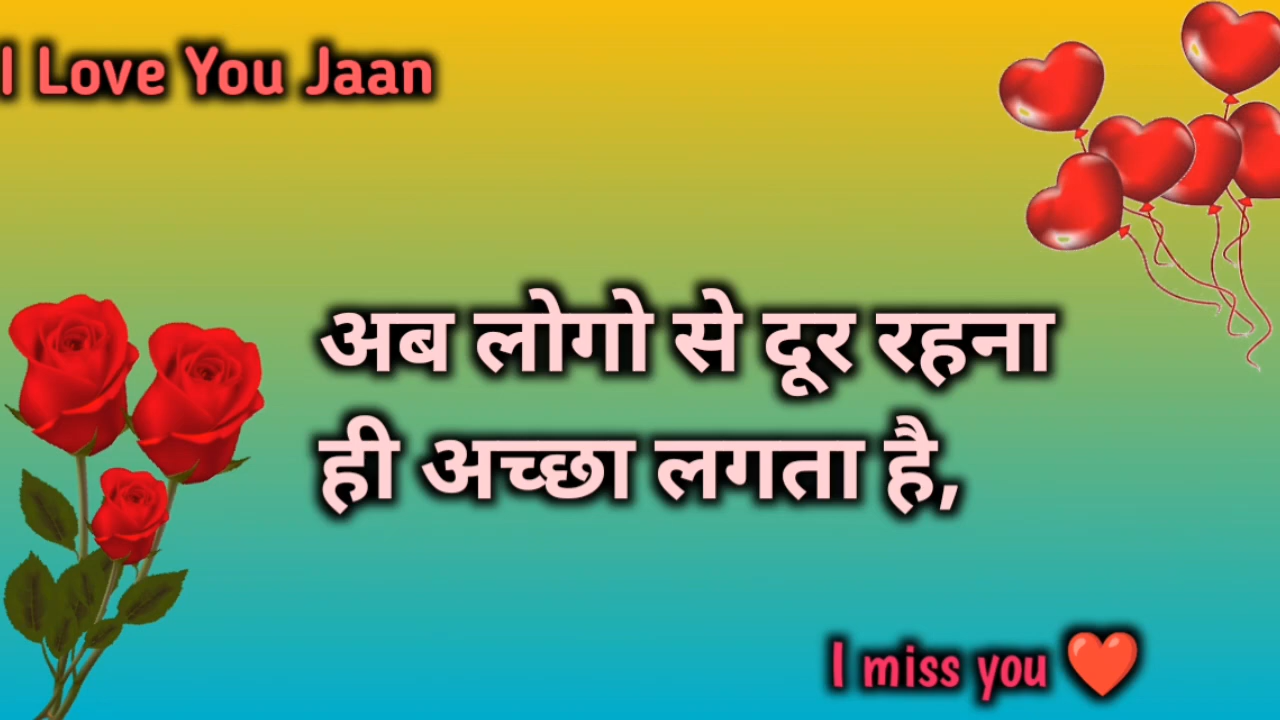 I Love You Jaan
अब लोगो से दूर रहना
ही अच्छा लगता है,
I miss you ❤️